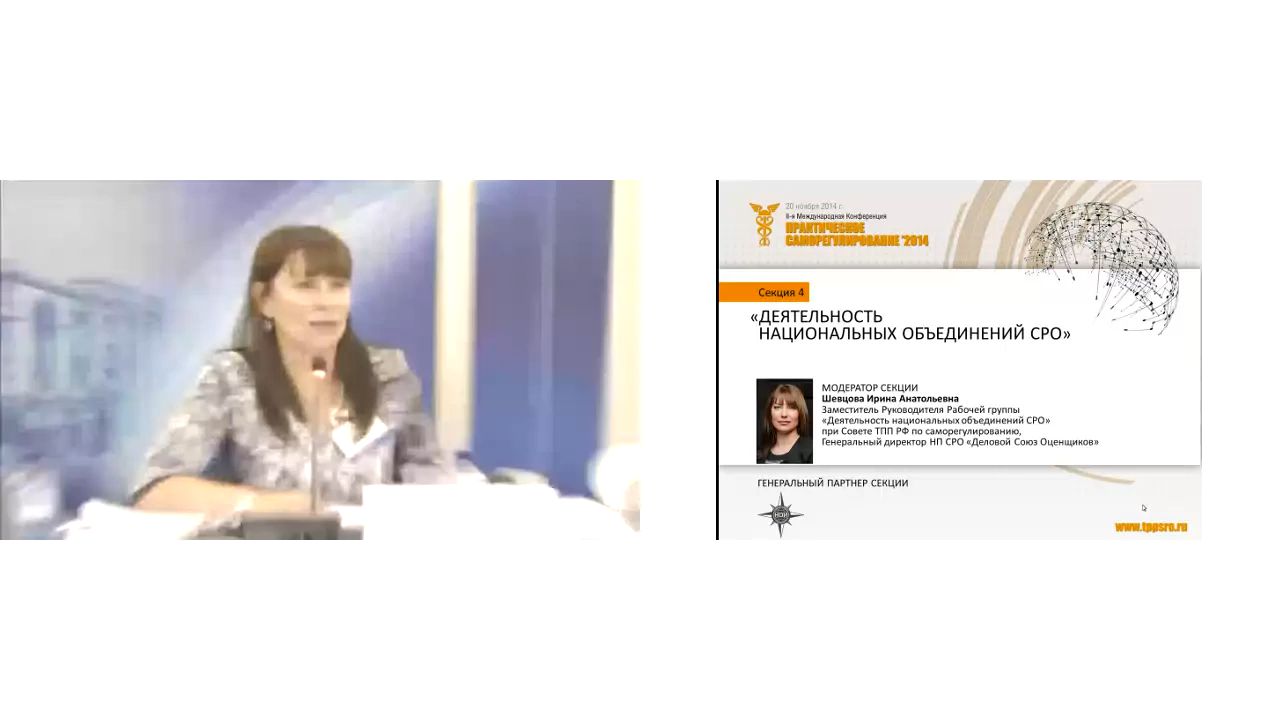 20 ноября 2014 г.
II-я Международная Конференция
ПРАКТИЧЕСКОЕ
САМОРЕГУЛИРОВАНИЕ '2014
Секция 4
«ДЕЯТЕЛЬНОСТЬ
НАЦИОНАЛЬНЫХ ОБЪЕДИНЕНИЙ СРО»
МОДЕРАТОР СЕКЦИИ
Шевцова Ирина Анатольевна
Заместитель Руководителя Рабочей группы
«Деятельность национальных объединений СРО»
при Совете ТПП РФ по саморегулированию,
Генеральный директор НП СРО «Деловой Союз Оценщиков»
ГЕНЕРАЛЬНЫЙ ПАРТНЕР СЕКЦИИ
НОИ
www.tppsro.ru